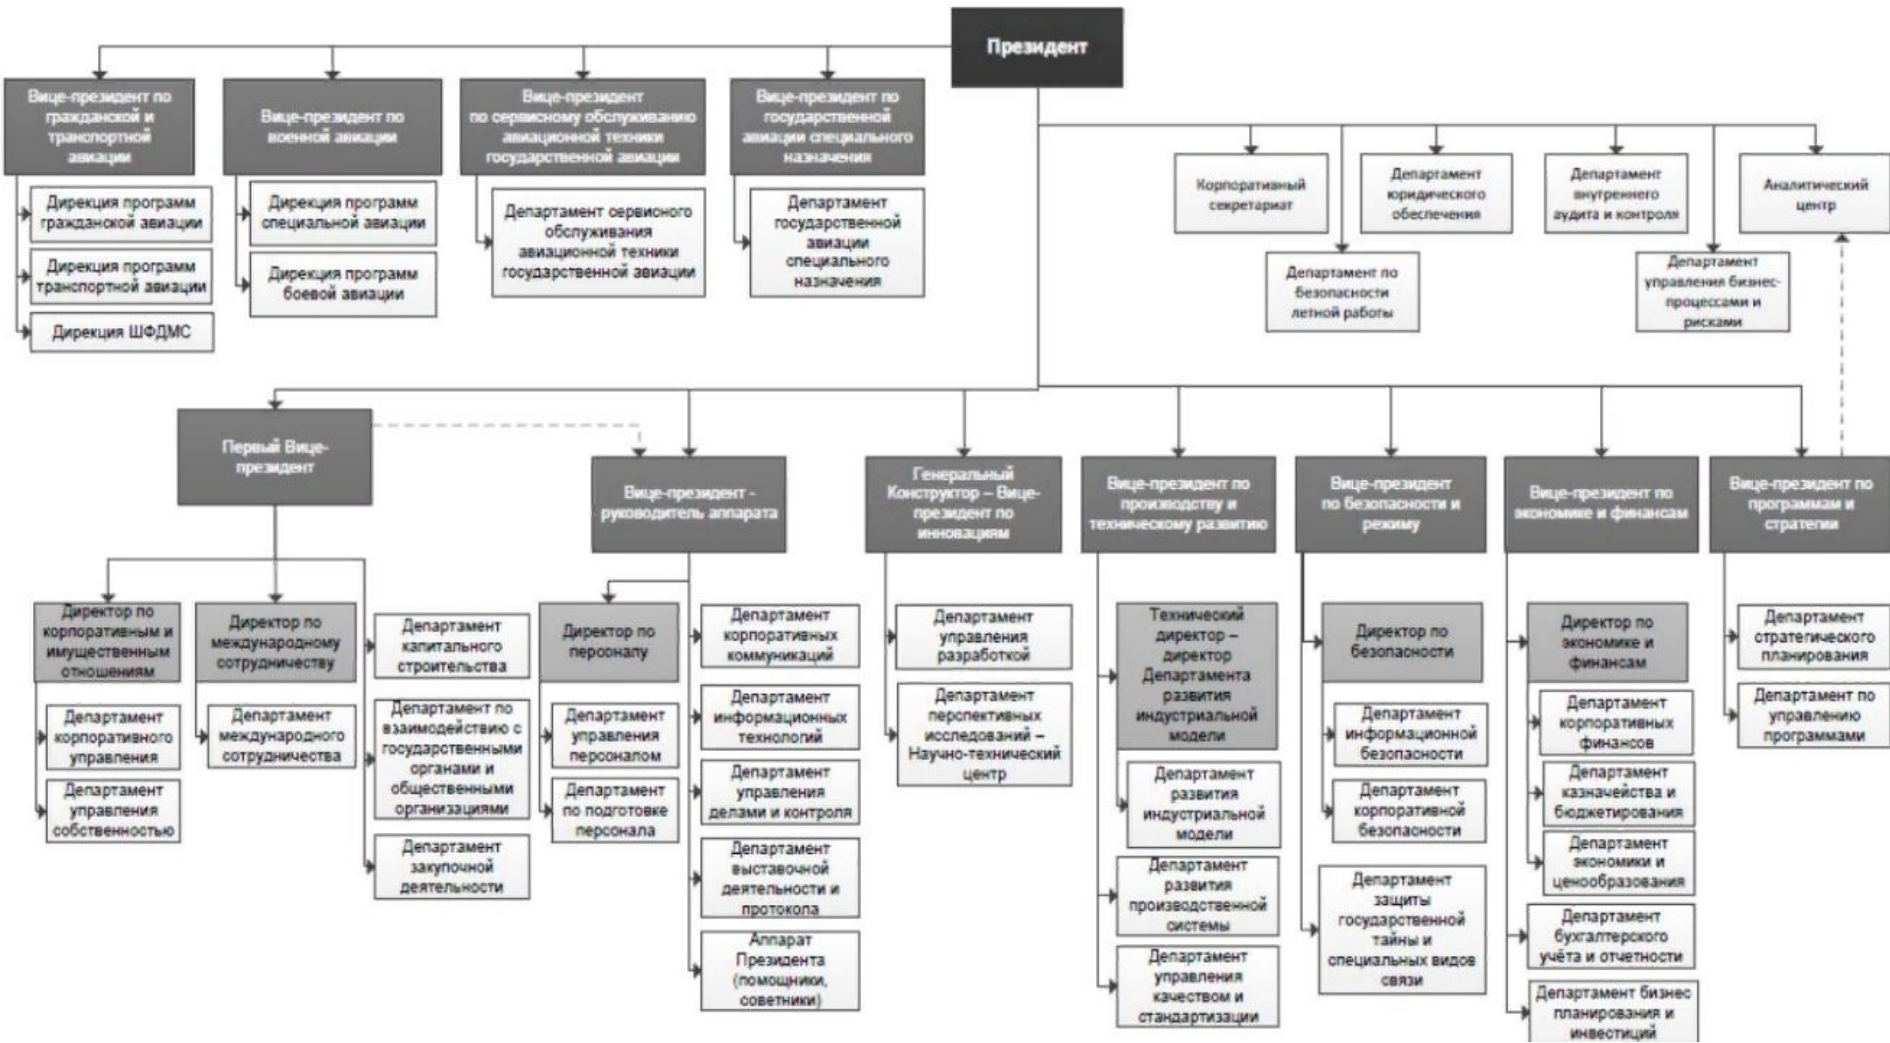 Президент
Вице-президент по
гражданской и
транспортной
авиации
Вице-президент по
военной авиации
Вице-президент
по сервисному обслуживанию
авиационной техники
государственной авиации
Вице-президент по
государственной
авиации специального
назначения
Дирекция программ
гражданской авиации
Дирекция программ
транспортной авиации
Дирекция ШФДМС
Дирекция программ
специальной авиации
Дирекция программ
боевой авиации
Департамент сервисного
обслуживания
авиационной техники
государственной авиации
Департамент
государственной
авиации
специального
назначения
Корпоративный
секретариат
Департамент по
безопасности
летной работы
Департамент
юридического
обеспечения
Департамент
внутреннего
аудита и контроля
Департамент
управления бизнес-
процессами и
рисками
Аналитический
центр
Первый Вице-
президент
Вице-президент -
руководитель аппарата
Генеральный
Конструктор – Вице-
президент по
инновациям
Вице-президент по
производству и
техническому развитию
Вице-президент
по безопасности и
режиму
Вице-президент по
экономике и финансам
Вице-президент по
программам и
стратегии
Директор по
корпоративным и
имущественным
отношениям
Департамент
корпоративного
управления
Департамент
управления
собственностью
Директор по
международному
сотрудничеству
Департамент
международного
сотрудничества
Департамент
капитального
строительства
Департамент по
взаимодействию с
государственными
органами и
общественными
организациями
Департамент
закупочной
деятельности
Директор по
персоналу
Департамент
управления
персоналом
Департамент
по подготовке
персонала
Департамент
корпоративных
коммуникаций
Департамент
информационных
технологий
Департамент
управления
делами и контроля
Департамент
выставочной
деятельности и
протокола
Аппарат
Президента
(помощники,
советники)
Департамент
управления
разработкой
Департамент
перспективных
исследований –
Научно-технический
центр
Технический
директор –
директор
Департамента
развития
индустриальной
модели
Департамент
развития
индустриальной
модели
Департамент
развития
производственной
системы
Департамент
управления
качеством и
стандартизации
Директор по
безопасности
Департамент
информационной
безопасности
Департамент
корпоративной
безопасности
Департамент
защиты
государственной
тайны и
специальных видов
связи
Директор по
экономике и
финансам
Департамент
корпоративных
финансов
Департамент
казначейства и
бюджетирования
Департамент
экономики и
ценообразования
Департамент
бухгалтерского
учёта и отчетности
Департамент бизнес
планирования и
инвестиций
Департамент
стратегического
планирования
Департамент по
управлению
программами